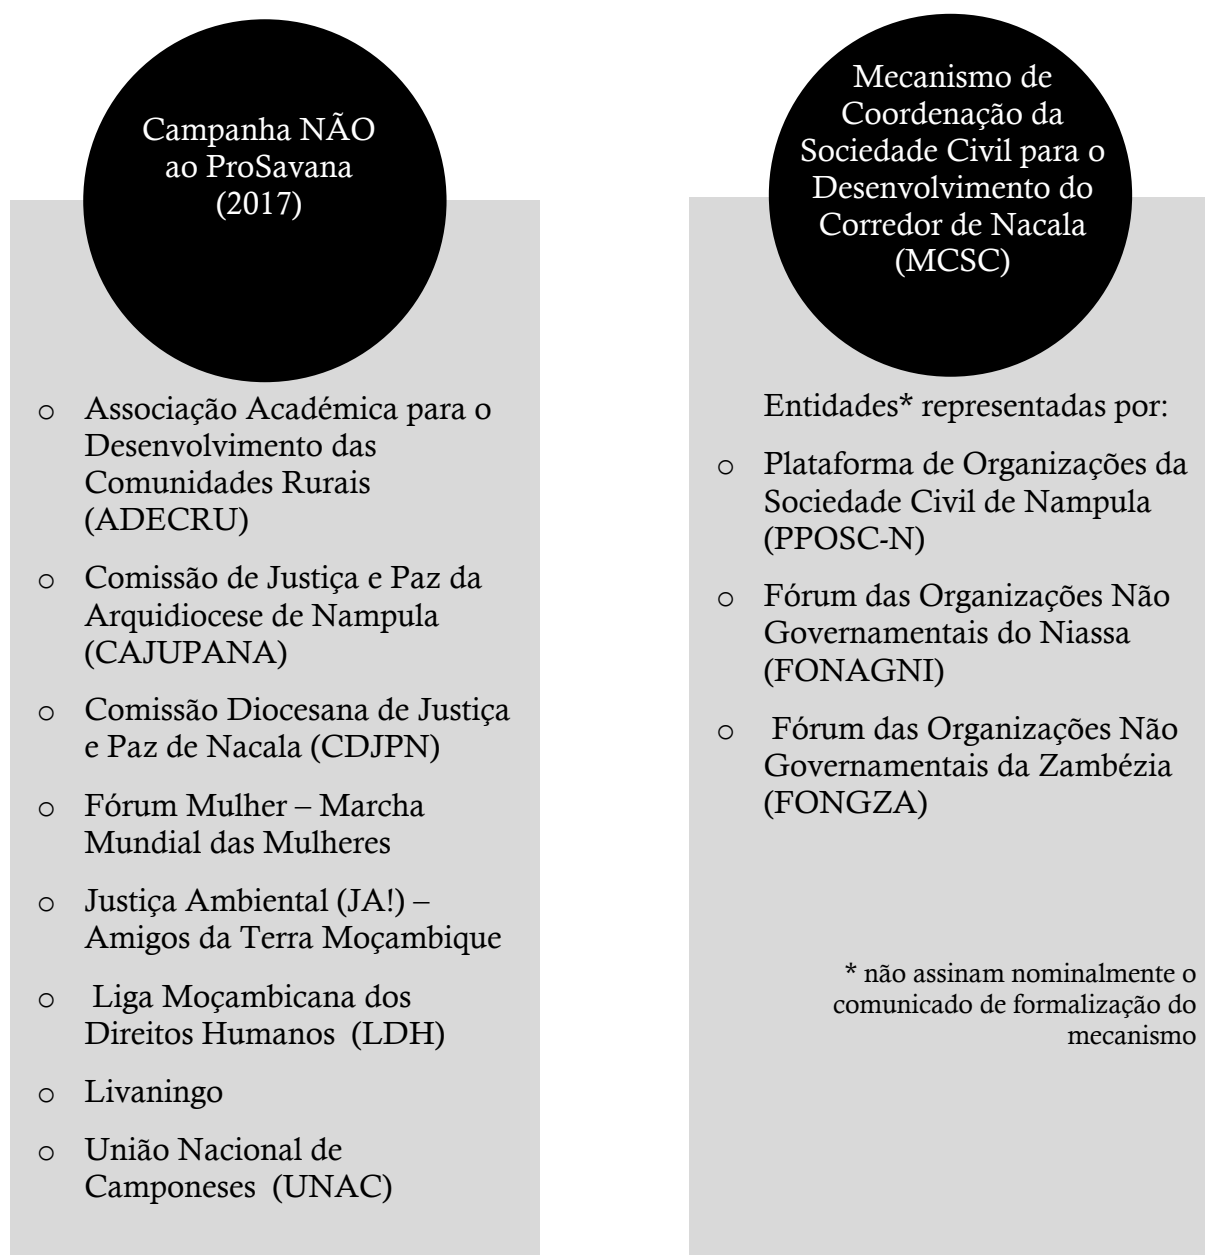 Campanha NÃO
ao ProSavana
(2017)
o Associação Académica para o
Desenvolvimento das
Comunidades Rurais
(ADECRU)
o Comissão de Justiça e Paz da
Arquidiocese de Nampula
(CAJUPANA)
o Comissão Diocesana de Justiça
e Paz de Nacala (CDJPN)
o Fórum Mulher – Marcha
Mundial das Mulheres
o Justiça Ambiental (JA!) –
Amigos da Terra Moçambique
o Liga Moçambicana dos
Direitos Humanos (LDH)
o Livaningo
o União Nacional de
Camponeses (UNAC)
Mecanismo de
Coordenação da
Sociedade Civil para o
Desenvolvimento do
Corredor de Nacala
(MCSC)
Entidades* representadas por:
o Plataforma de Organizações da
Sociedade Civil de Nampula
(PPOSC-N)
o Fórum das Organizações Não
Governamentais do Niassa
(FONAGNI)
o Fórum das Organizações Não
Governamentais da Zambézia
(FONGZA)
* não assinam nominalmente o
comunicado de formalização do
mecanismo